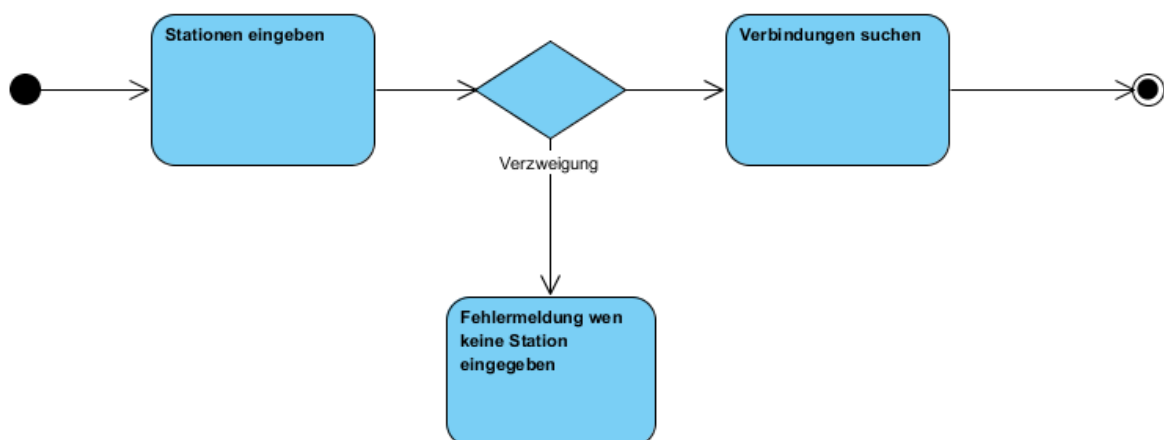 Stationen eingeben
Verbindungen suchen
Verzweigung
Fehlermeldung wen
keine Station
eingegeben